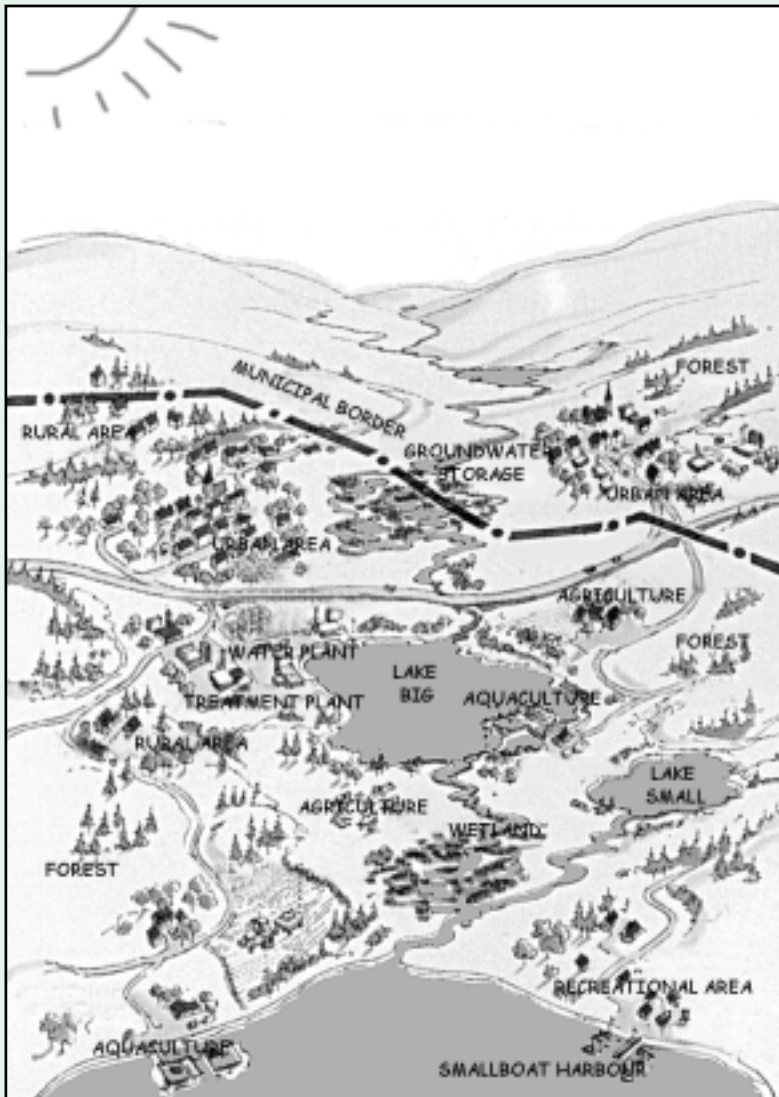 FOREST
MUNICIPAL BORDER
RURAL AREA
GROUNDWATER
STORAGE
URBAN AREA
URBAN AREA
AGRICULTURE
FOREST
WATER PLANT
LAKE
BIG
TREATMENT PLANT
AQUACULTURE
RURAL AREA
LAKE
SMALL
AGRICULTURE
WETLAND
FOREST
RECREATIONAL AREA
AQUACULTURE
SMALLBOAT HARBOUR